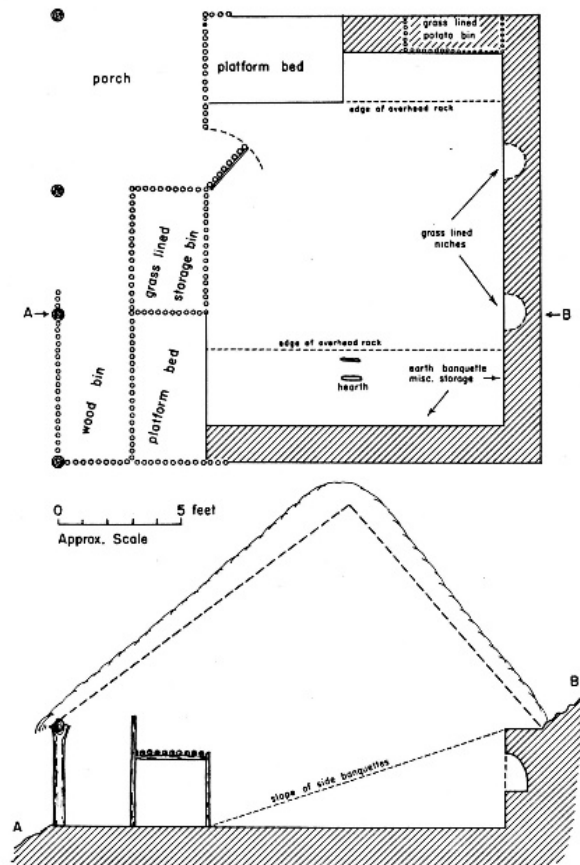 grass lined
potato bin
porch
platform bed
edge of overhead rack
grass lined
storage bin
grass lined
niches
A
B
edge of overhead rack
hearth
earth banquette
misc. storage
wood bin
platform bed
0 5 feet
Approx. Scale
B
slope of side banquettes
A